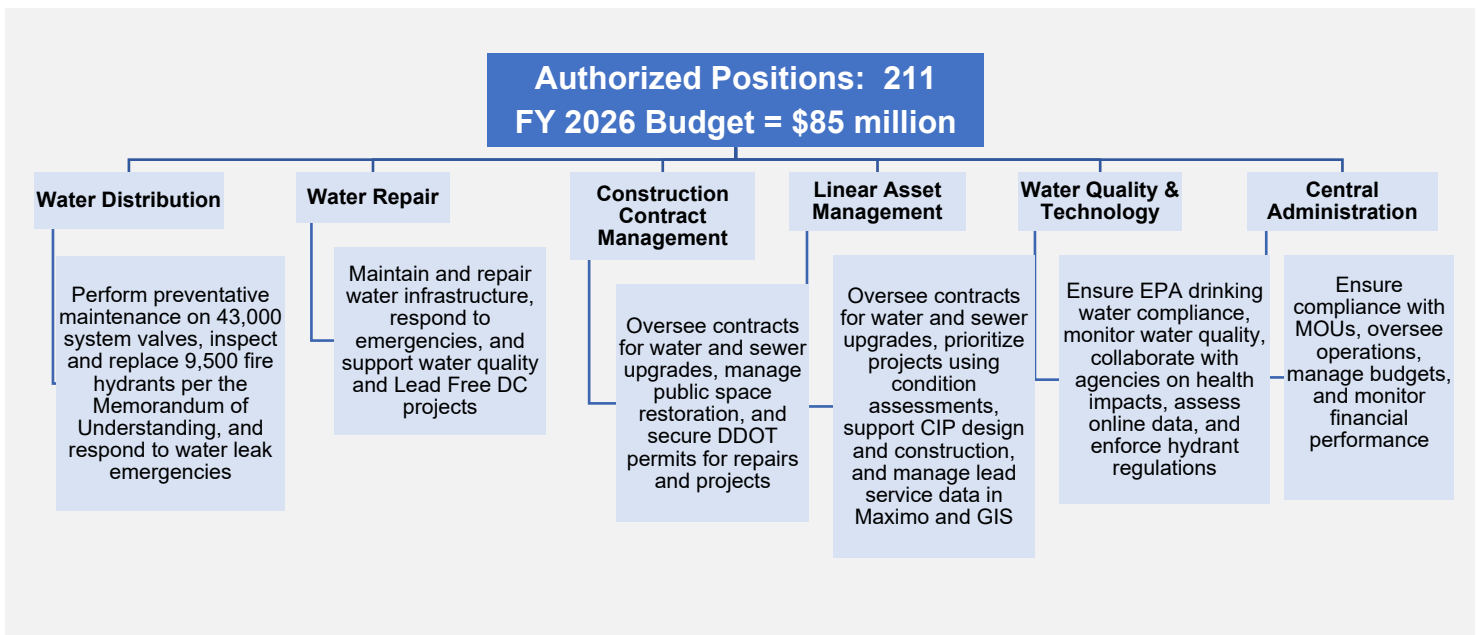 Authorized Positions: 211
FY 2026 Budget = $85 million
Water Distribution
Perform preventative
maintenance on 43,000
system valves, inspect
and replace 9,500 fire
hydrants per the
Memorandum of
Understanding, and
respond to water leak
emergencies
Water Repair
Maintain and repair
water infrastructure,
respond to
emergencies, and
support water quality
and Lead Free DC
projects
Construction
Contract
Management
Oversee contracts
for water and sewer
upgrades, manage
public space
restoration, and
secure DDOT
permits for repairs
and projects
Linear Asset
Management
Oversee contracts
for water and sewer
upgrades, prioritize
projects using
condition
assessments,
support CIP design
and construction,
and manage lead
service data in
Maximo and GIS
Water Quality &
Technology
Ensure EPA drinking
water compliance,
monitor water quality,
collaborate with
agencies on health
impacts, assess
online data, and
enforce hydrant
regulations
Central
Administration
Ensure
compliance with
MOUs, oversee
operations,
manage budgets,
and monitor
financial
performance